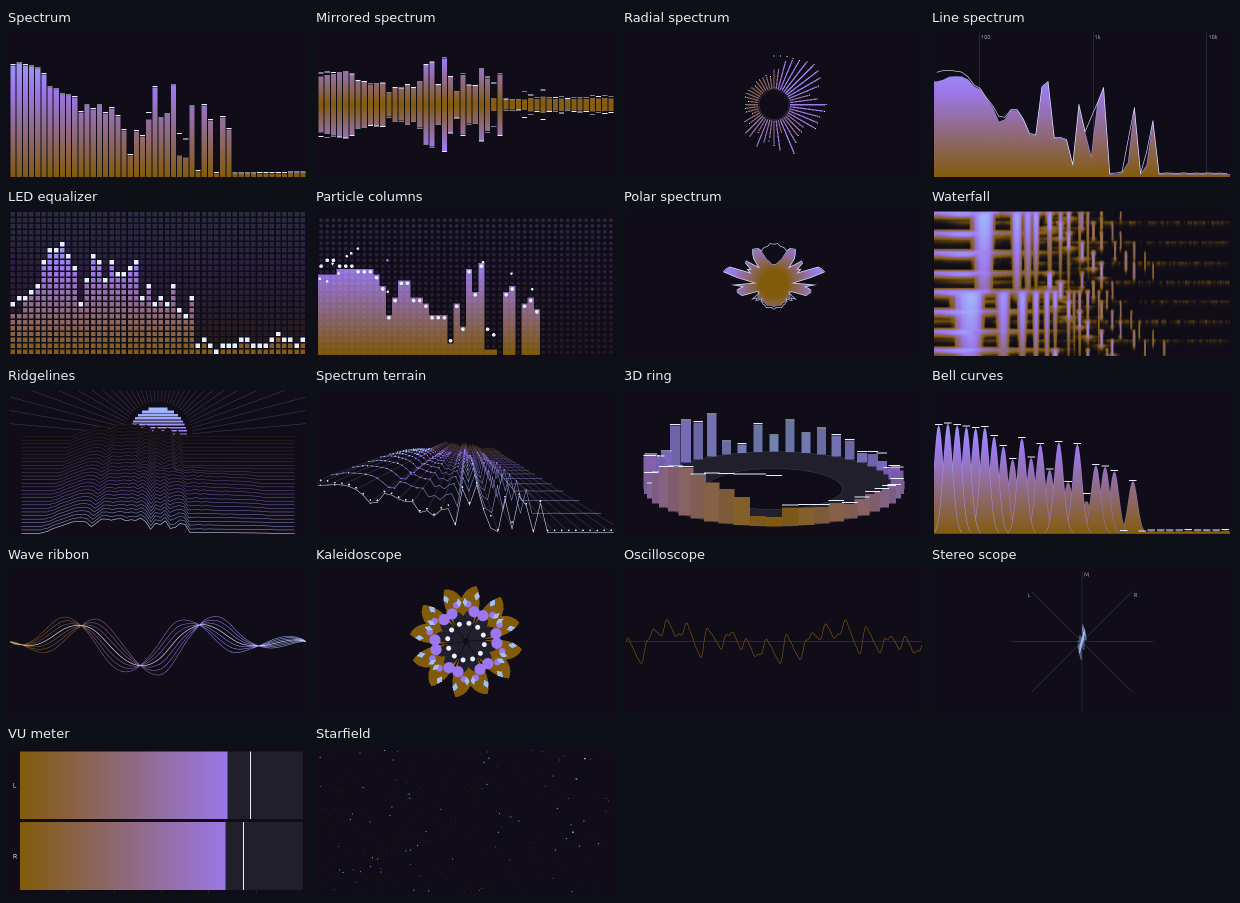 Spectrum
Mirrored spectrum
Radial spectrum
Line spectrum
100
1k
10k
LED equalizer
Particle columns
Polar spectrum
Waterfall
Ridgelines
Spectrum terrain
3D ring
Bell curves
Wave ribbon
Kaleidoscope
Oscilloscope
Stereo scope
M
L
R
VU meter
Starfield
L
R